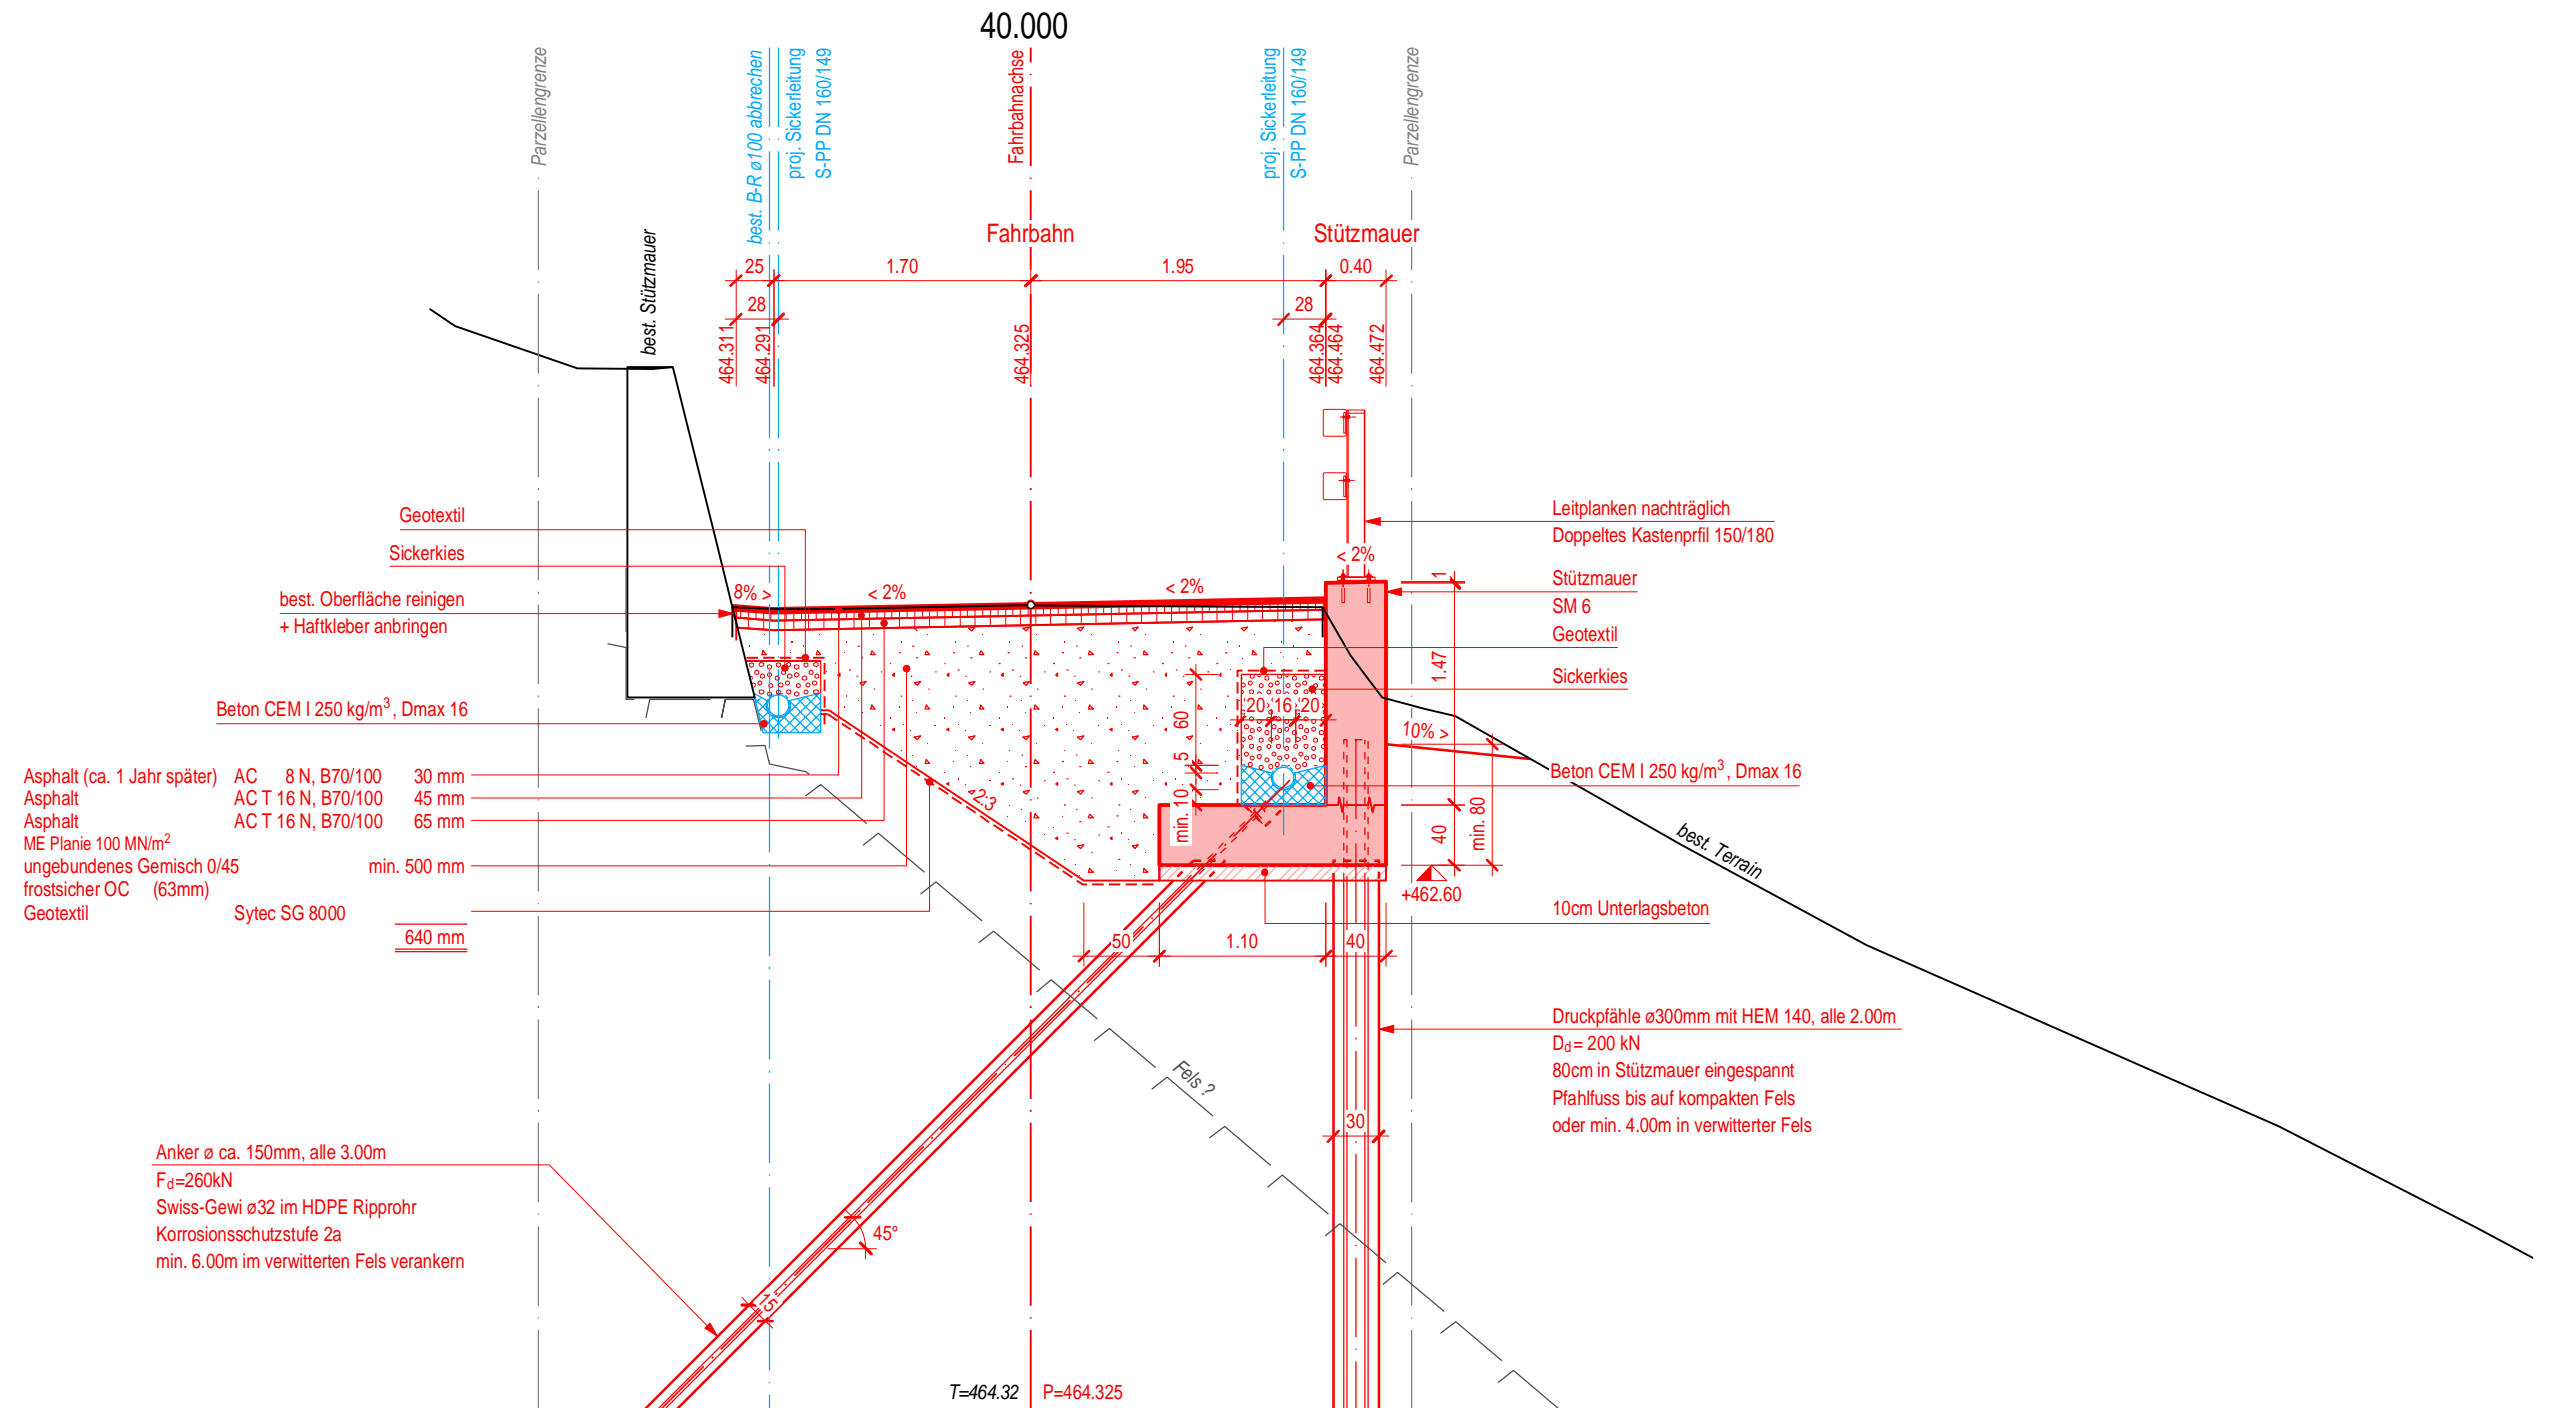 40.000
Parzellengrenze
best. Stützmauer
best. B-R ø100 abbrechen
proj. Sickerleitung
S-PP DN 160/149
Fahrbahnachse
proj. Sickerleitung
S-PP DN 160/149
Parzellengrenze
Fahrbahn
Stützmauer
25
1.70
1.95
0.40
28
28
464.311
464.291
464.325
464.364
464.464
464.472
Geotextil
Sickerkies
best. Oberfläche reinigen
+ Haftkleber anbringen
Beton CEM I 250 kg/m³, Dmax 16
8% >
< 2%
< 2%
< 2%
Leitplanken nachträglich
Doppeltes Kastenprfil 150/180
Stützmauer
SM 6
Geotextil
Sickerkies
1
1.47
40
min. 80
10% >
Beton CEM I 250 kg/m³, Dmax 16
best. Terrain
20 16 20
60
5
min. 10
2:3
+462.60
10cm Unterlagsbeton
50
1.10
40
Asphalt (ca. 1 Jahr später) AC 8 N, B70/100 30 mm
Asphalt AC T 16 N, B70/100 45 mm
Asphalt AC T 16 N, B70/100 65 mm
ME Planie 100 MN/m²
ungebundenes Gemisch 0/45 min. 500 mm
frostsicher OC (63mm)
Geotextil Sytec SG 8000
640 mm
Fels ?
Druckpfähle ø300mm mit HEM 140, alle 2.00m
Dd= 200 kN
80cm in Stützmauer eingespannt
Pfahlfuss bis auf kompakten Fels
oder min. 4.00m in verwitterter Fels
30
Anker ø ca. 150mm, alle 3.00m
Fd=260kN
Swiss-Gewi ø32 im HDPE Ripprohr
Korrosionsschutzstufe 2a
min. 6.00m im verwitterten Fels verankern
45°
15
T=464.32
P=464.325